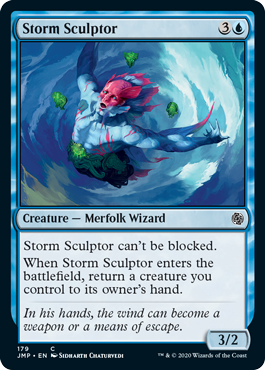 Storm Sculptor 3
Creature — Merfolk Wizard
Storm Sculptor can't be blocked.
When Storm Sculptor enters the
battlefield, return a creature you
control to its owner's hand.
In his hands, the wind can become a
weapon or a means of escape.
3/2
179 C
JMP • EN Sidharth Chaturvedi
™ & © 2020 Wizards of the Coast